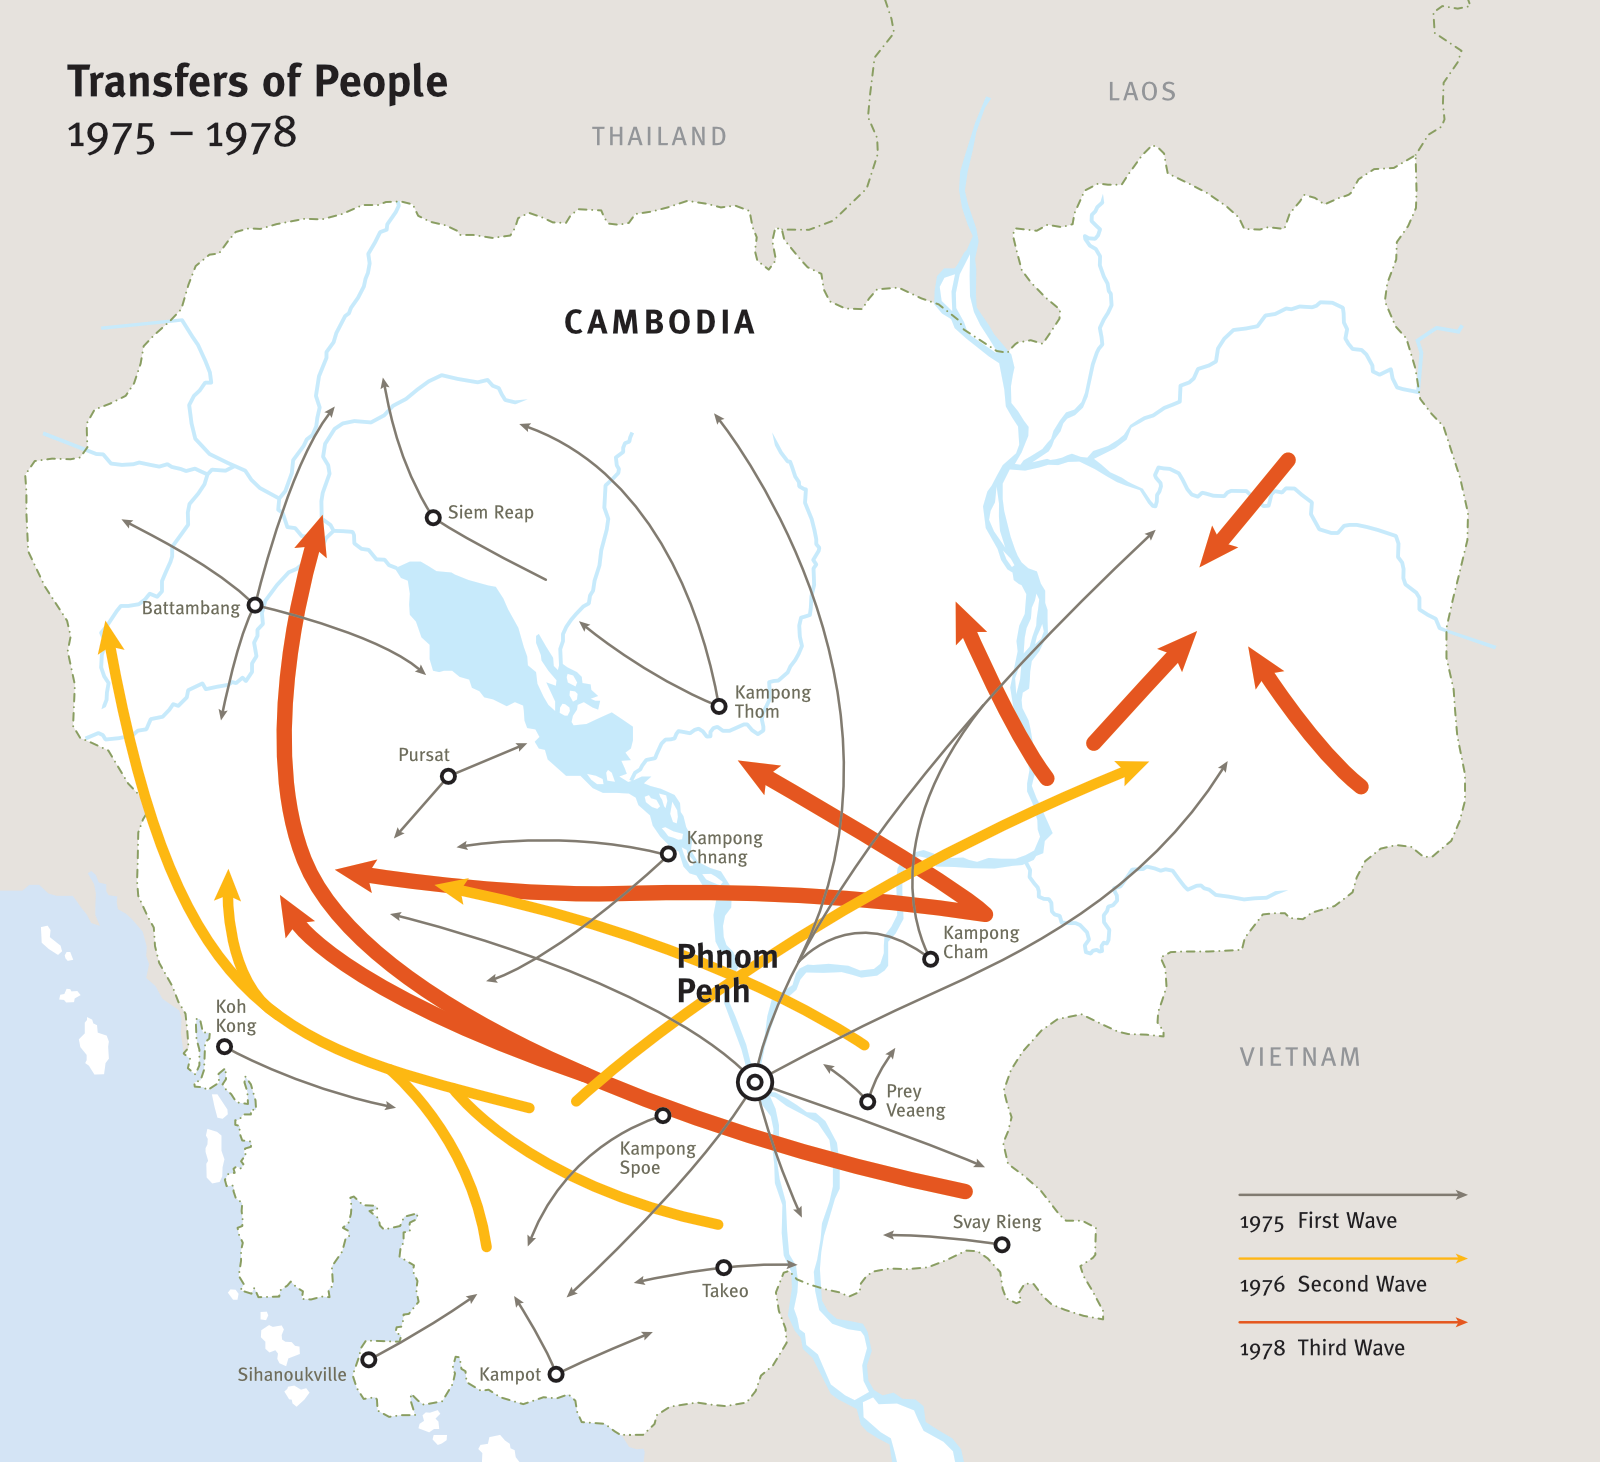 Transfers of People
1975 – 1978
THAILAND
LAOS
CAMBODIA
Siem Reap
Battambang
Kampong
Thom
Pursat
Kampong
Chnang
Kampong
Cham
Phnom
Penh
Koh
Kong
VIETNAM
Prey
Veaeng
Kampong
Spoe
Svay Rieng
Takeo
Sihanoukville
Kampot
1975 First Wave
1976 Second Wave
1978 Third Wave